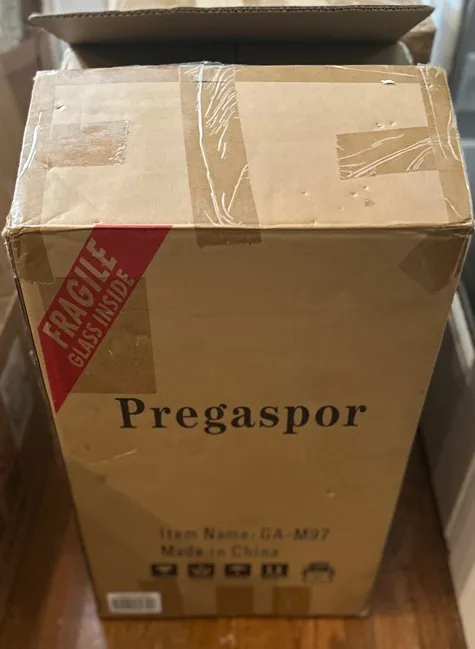 FRAGILE
GLASS INSIDE
Pregaspor
Item Name: GA-M97
Made in China